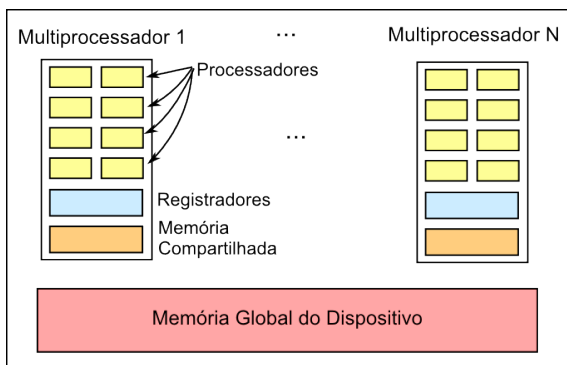 Multiprocessador 1
...
Multiprocessador N
Processadores
...
Registradores
Memória
Compartilhada
Memória Global do Dispositivo